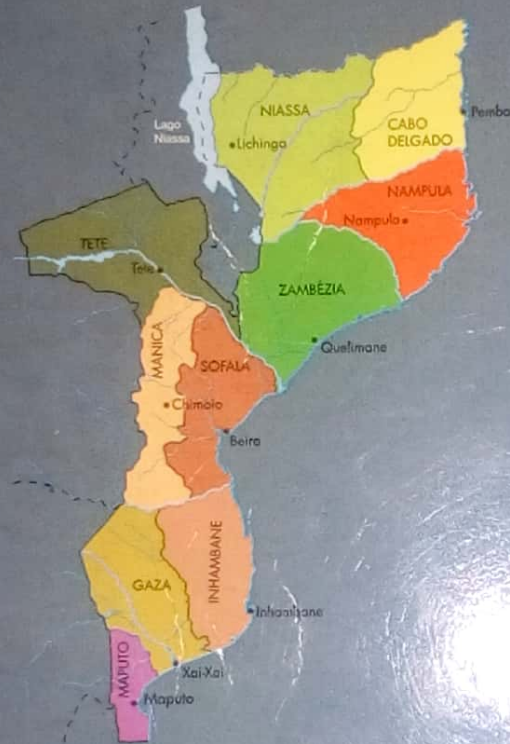 Pemba
NIASSA
Lago
Niassa
CABO
DELGADO
Lichinga
NAMPULA
Nampula
TETE
Tete
ZAMBÉZIA
MANICA
Quelimane
SOFALA
Chimoio
Beira
INHAMBANE
GAZA
Inhambane
MAPUTO
Xai-Xai
Maputo